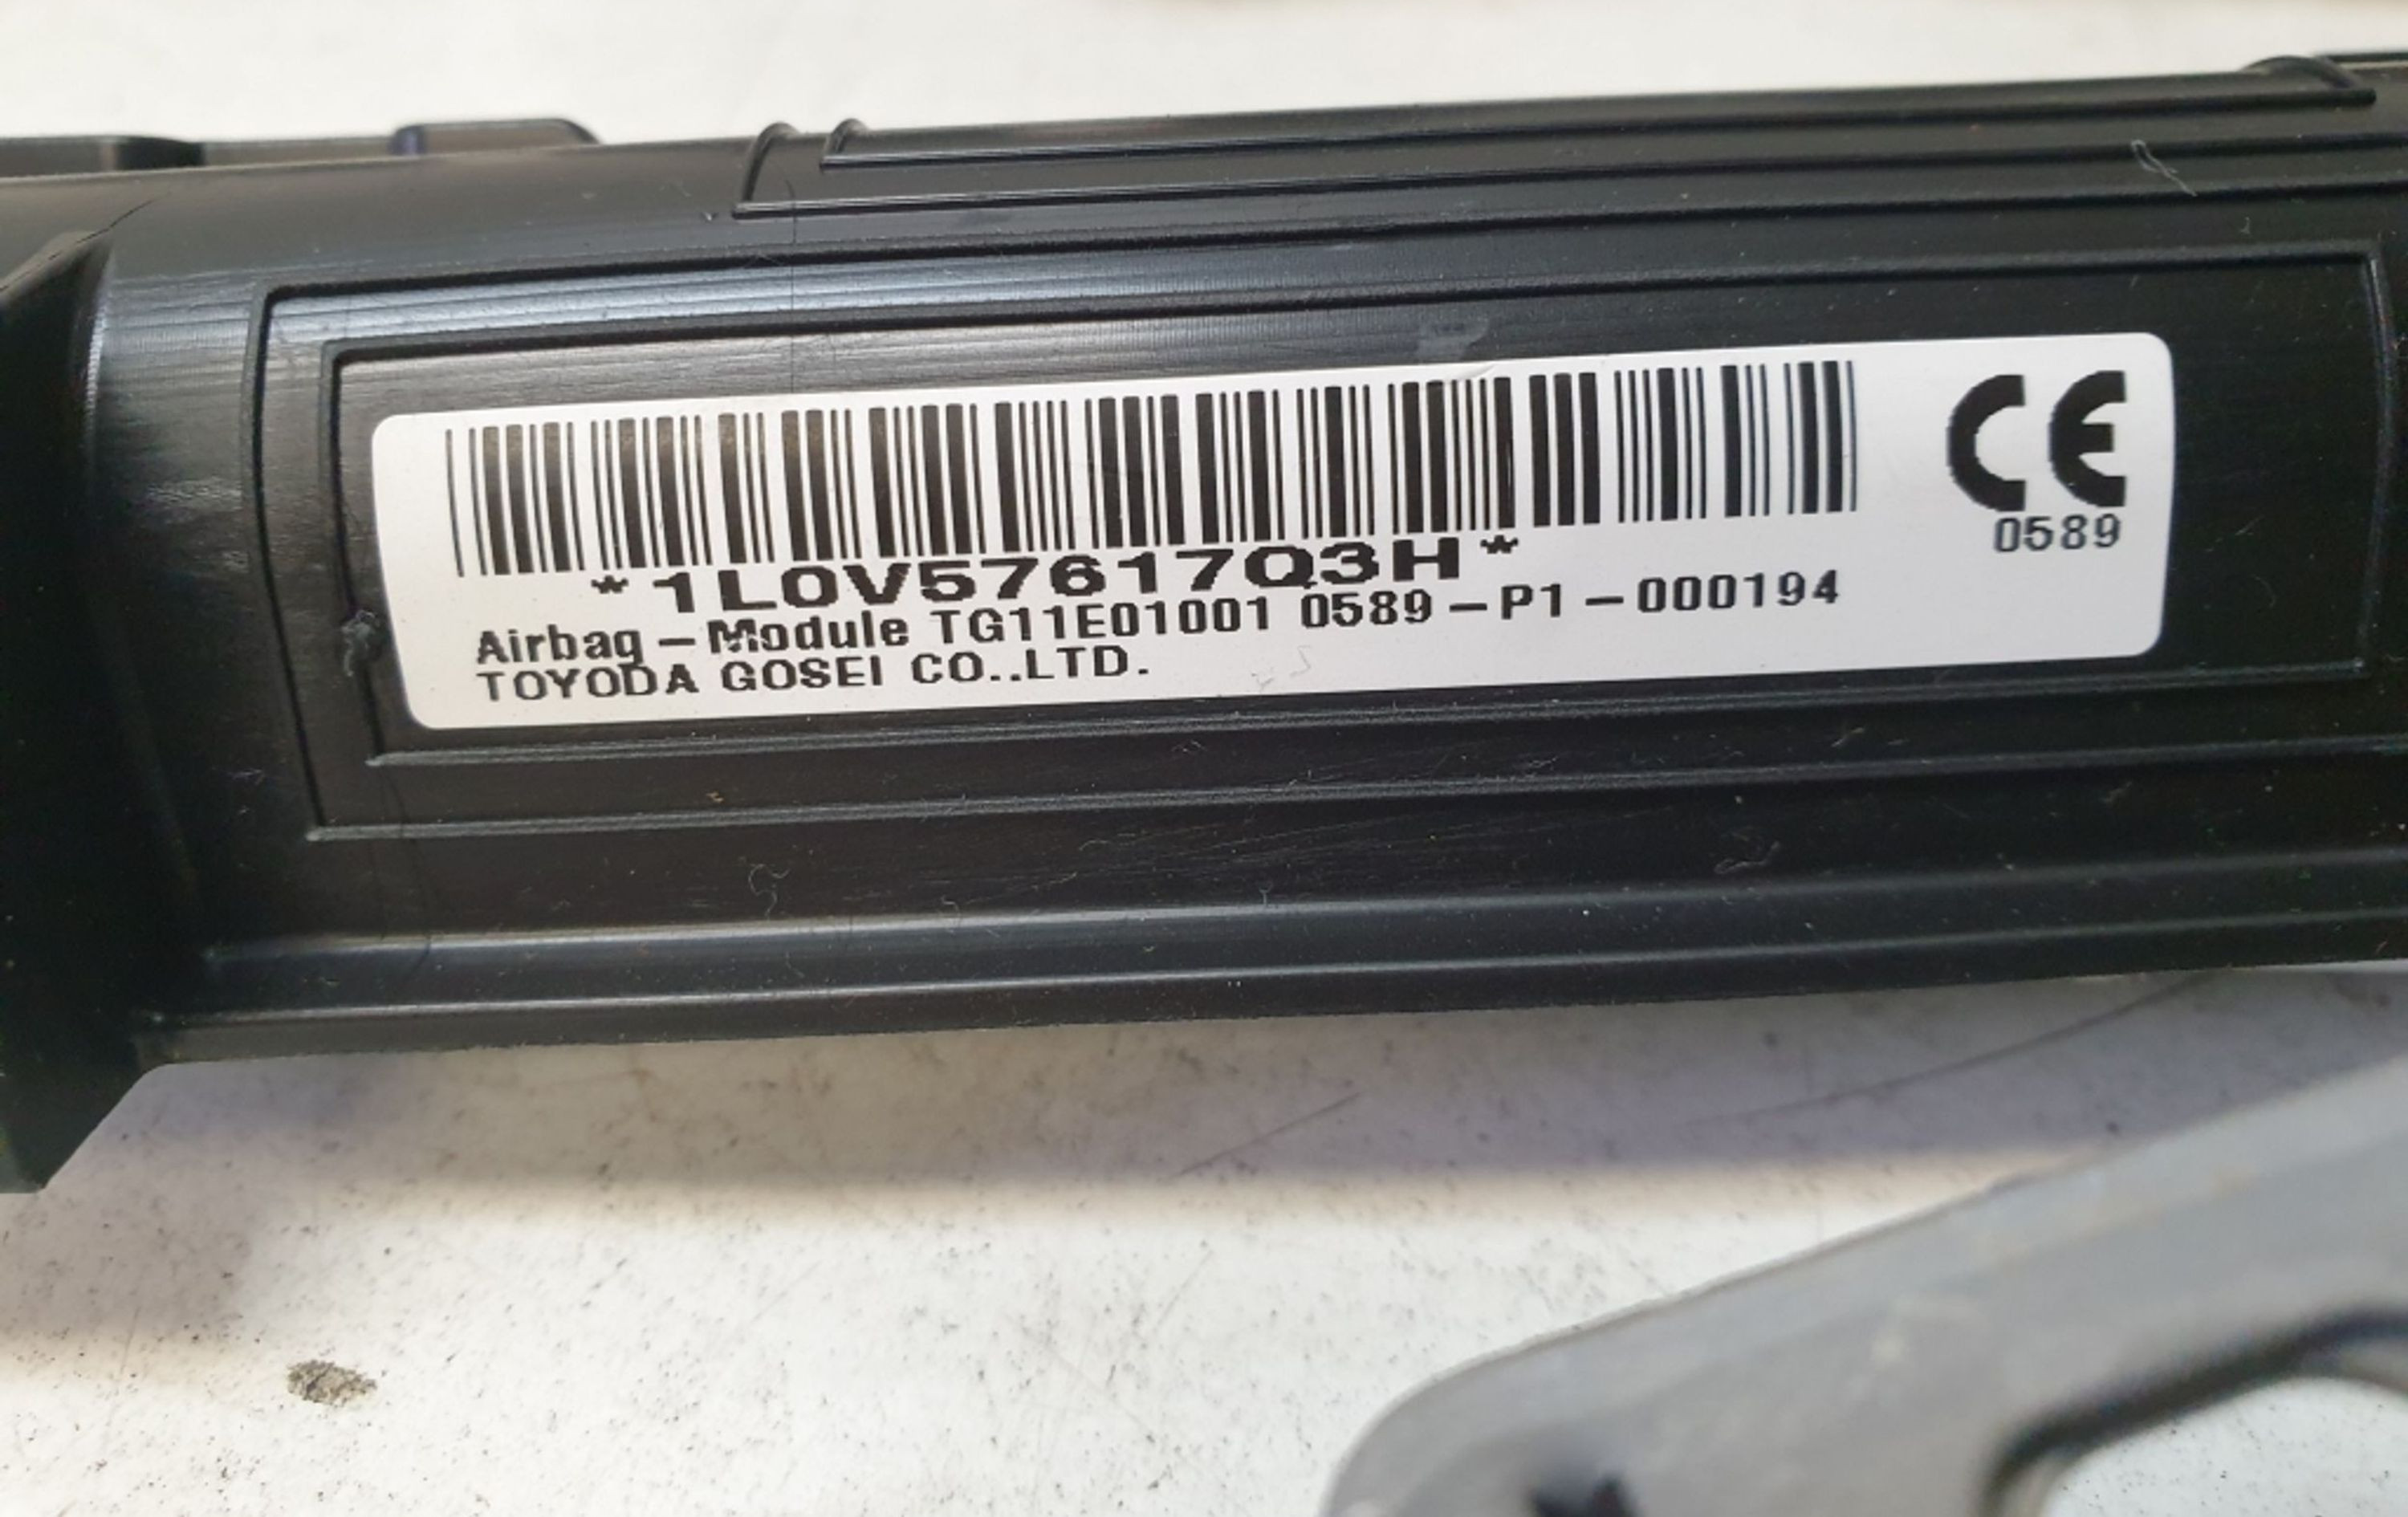 *1L0V57617Q3H*
CE
0589
Airbag-Module TG11E01001 0589-P1-000194
TOYODA GOSEI CO..LTD.